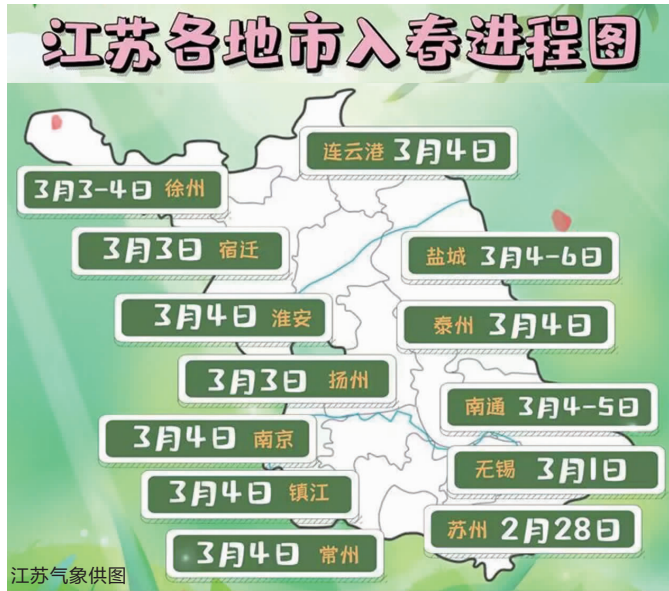 江苏各地市入春进程图
连云港 3月4日
3月3-4日 徐州
3月3日 宿迁
盐城 3月4-6日
3月4日 淮安
泰州 3月4日
3月3日 扬州
南通 3月4-5日
3月4日 南京
无锡 3月1日
3月4日 镇江
苏州 2月28日
3月4日 常州
江苏气象供图